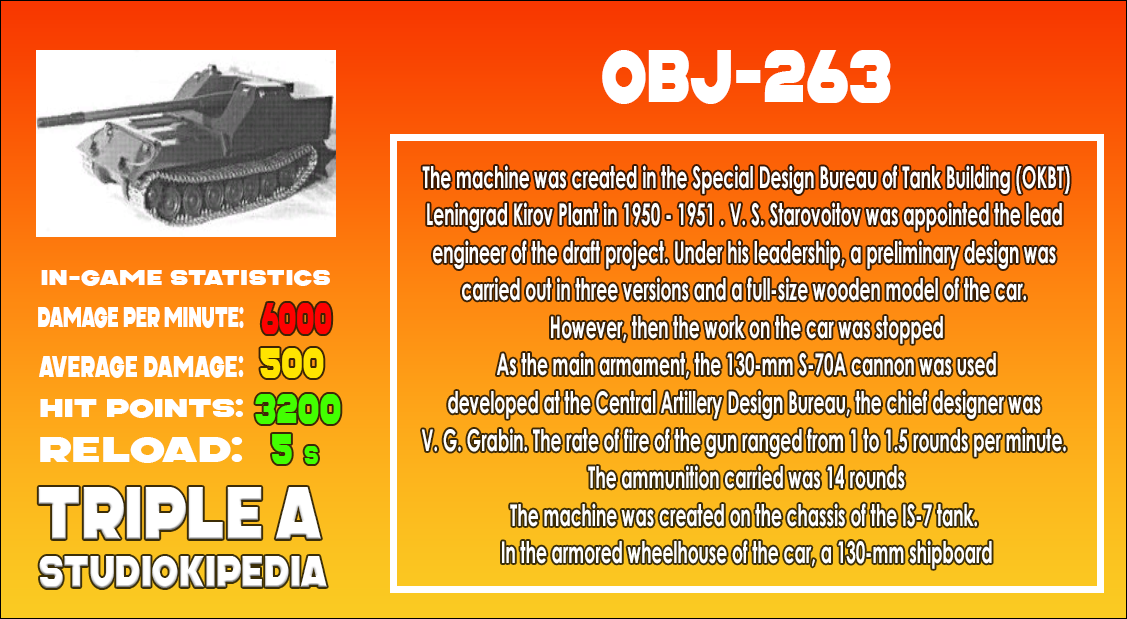 OBJ-263
The machine was created in the Special Design Bureau of Tank Building (OKBT)
Leningrad Kirov Plant in 1950 - 1951 . V. S. Starovoitov was appointed the lead
engineer of the draft project. Under his leadership, a preliminary design was
carried out in three versions and a full-size wooden model of the car.
However, then the work on the car was stopped
As the main armament, the 130-mm S-70A cannon was used
developed at the Central Artillery Design Bureau, the chief designer was
V. G. Grabin. The rate of fire of the gun ranged from 1 to 1.5 rounds per minute.
The ammunition carried was 14 rounds
The machine was created on the chassis of the IS-7 tank.
In the armored wheelhouse of the car, a 130-mm shipboard
IN-GAME STATISTICS
DAMAGE PER MINUTE: 6000
AVERAGE DAMAGE: 500
HIT POINTS: 3200
RELOAD: 5 s
TRIPLE A
STUDIOKIPEDIA